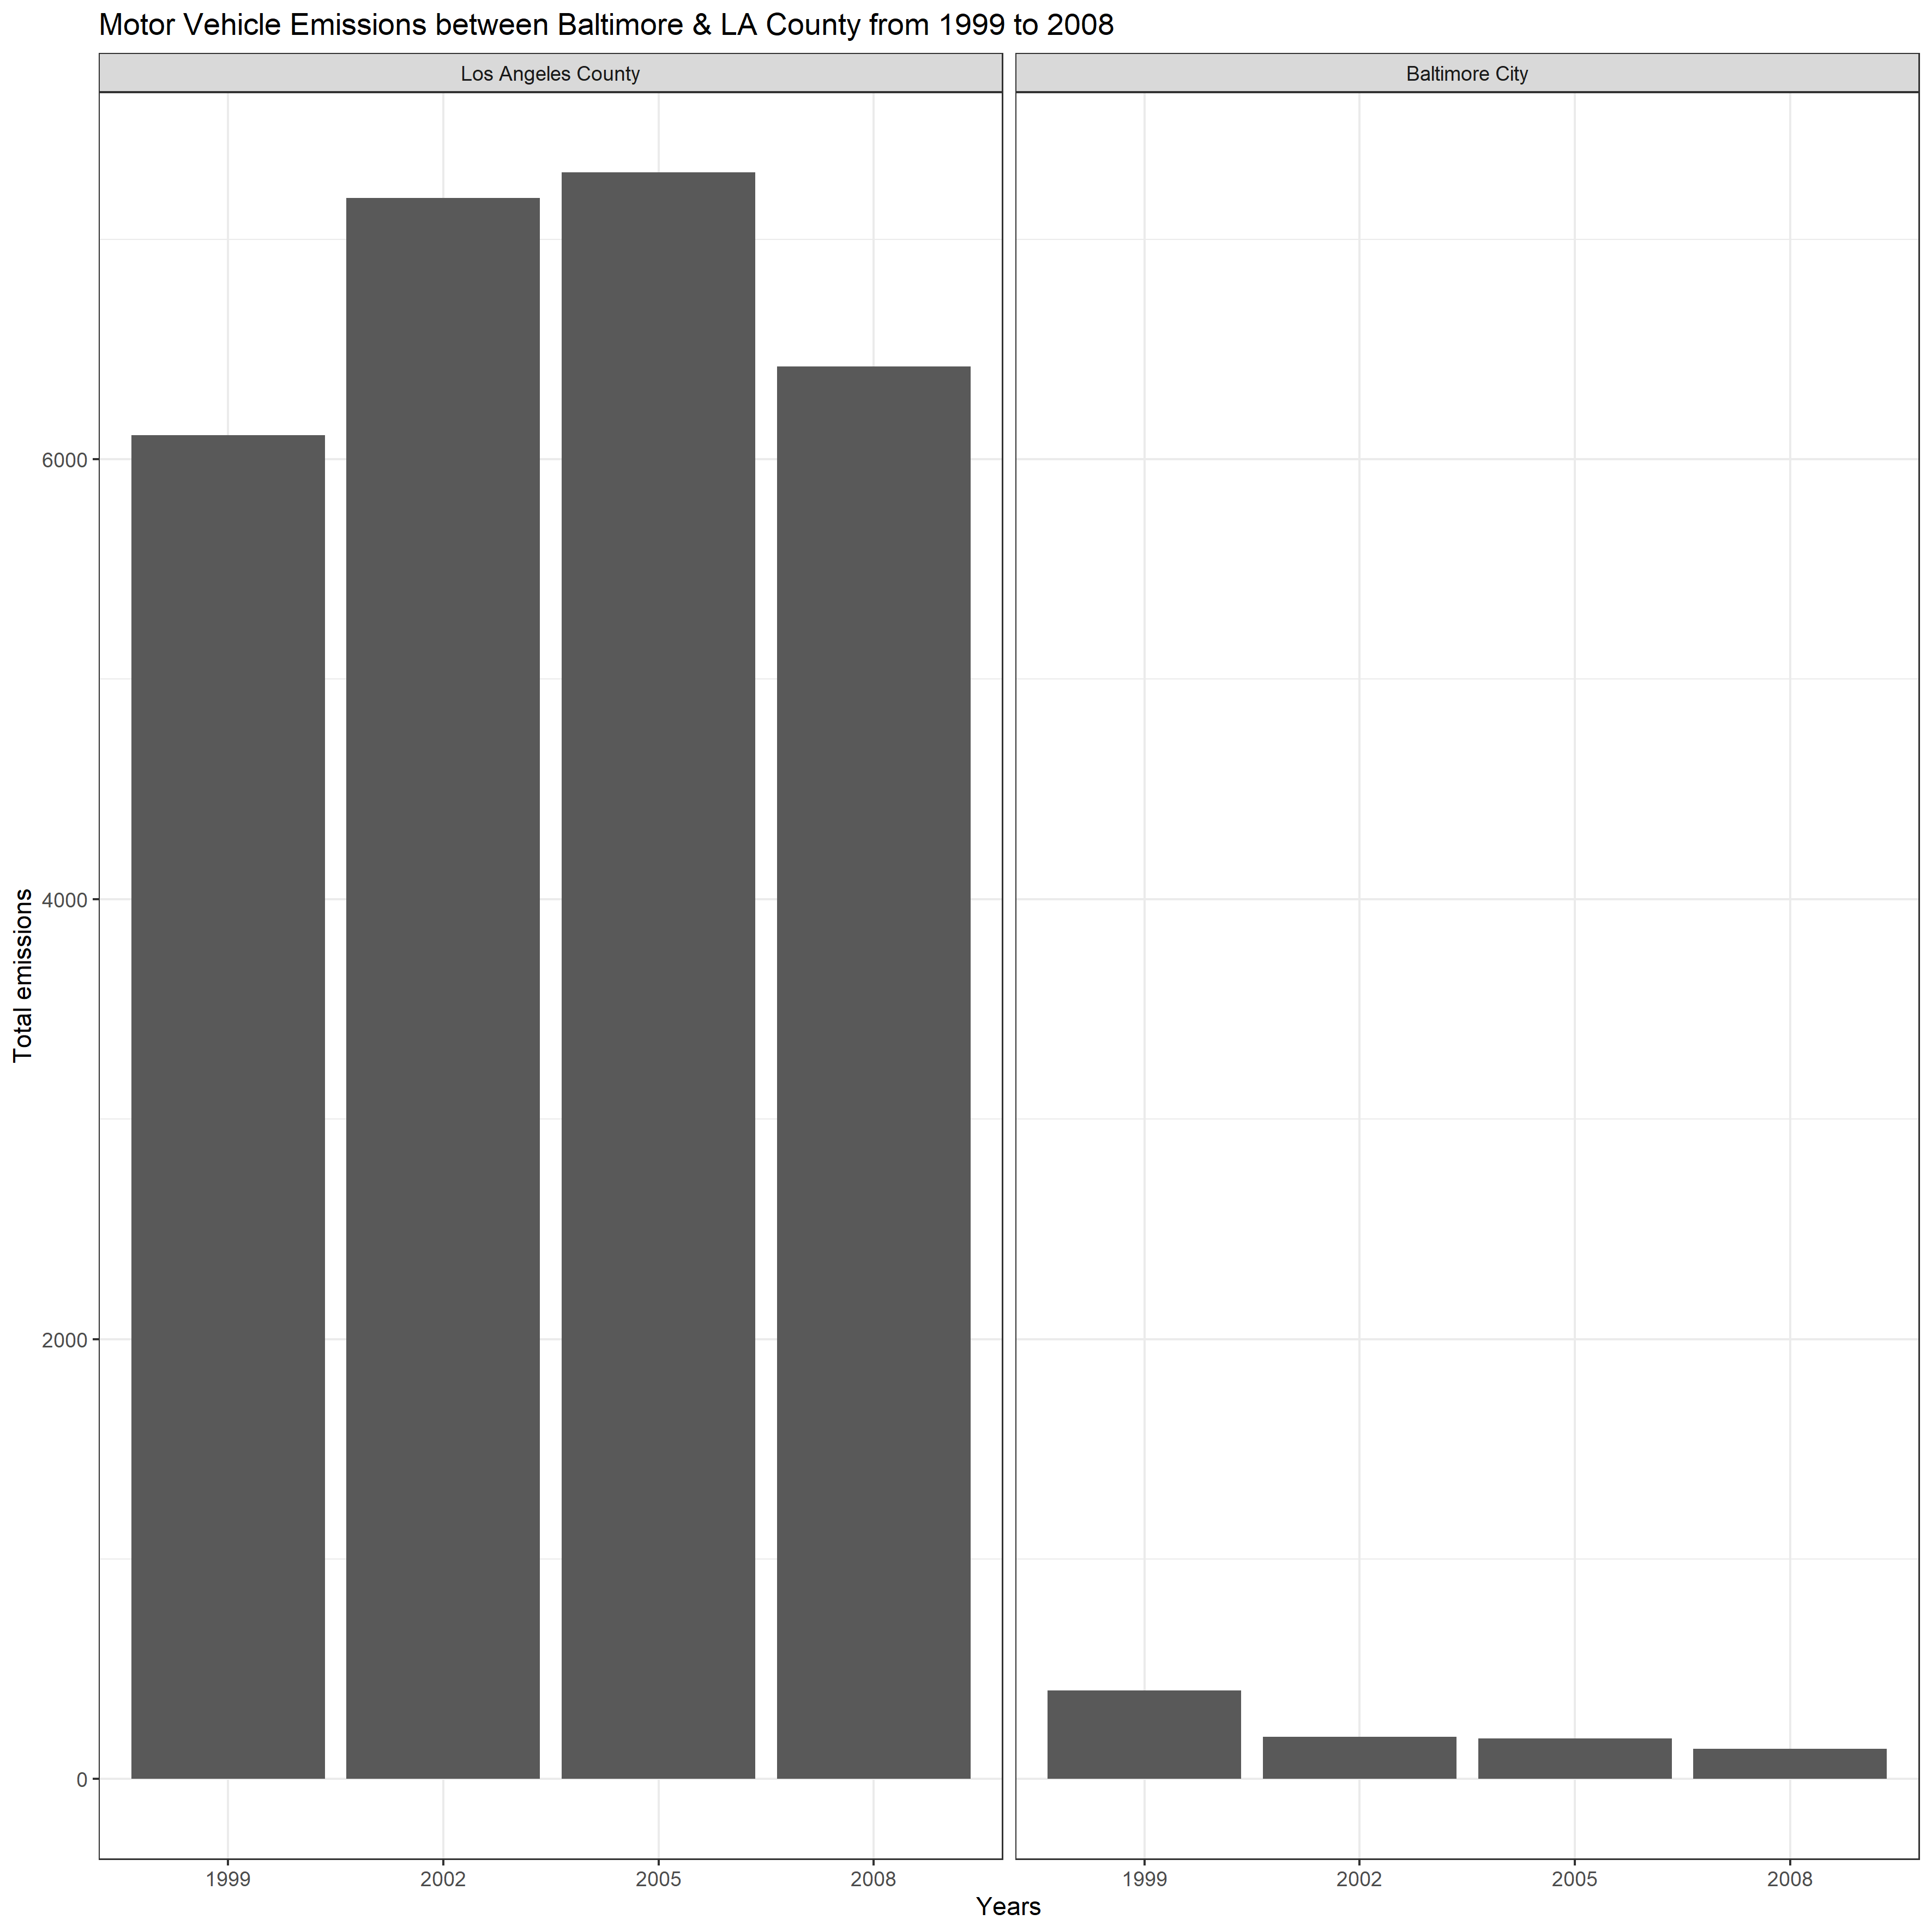 Motor Vehicle Emissions between Baltimore & LA County from 1999 to 2008
Los Angeles County
Baltimore City
Total emissions
6000
4000
2000
0
1999 2002 2005 2008
1999 2002 2005 2008
Years